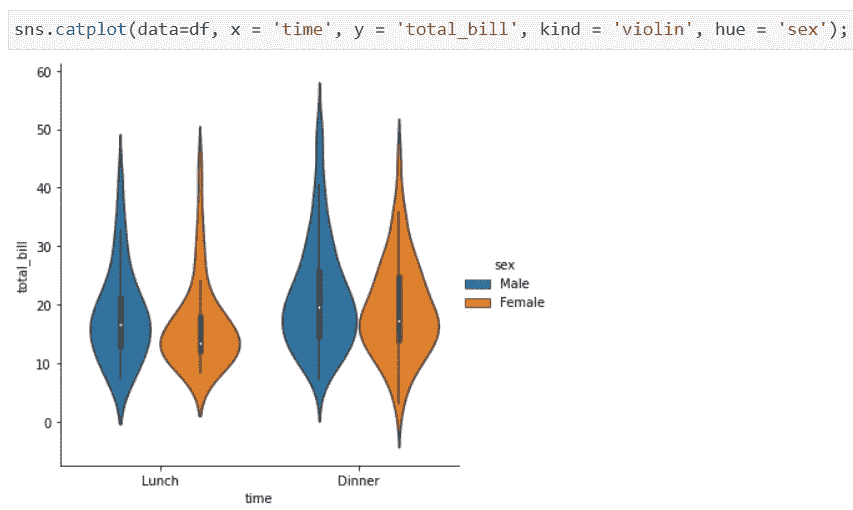 sns.catplot(data=df, x = 'time', y = 'total_bill', kind = 'violin', hue = 'sex');
60
50
40
30
20
10
0
total_bill
Lunch
Dinner
time
sex
Male
Female